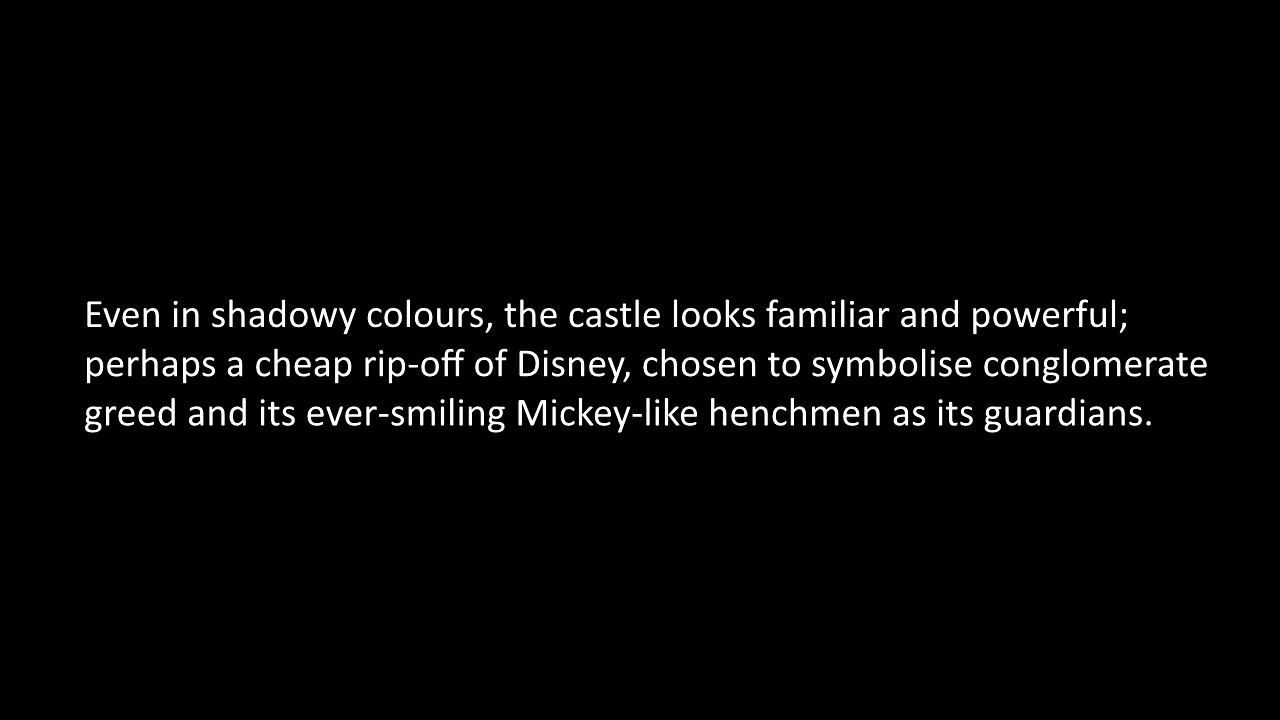 Even in shadowy colours, the castle looks familiar and powerful;
perhaps a cheap rip-off of Disney, chosen to symbolise conglomerate
greed and its ever-smiling Mickey-like henchmen as its guardians.